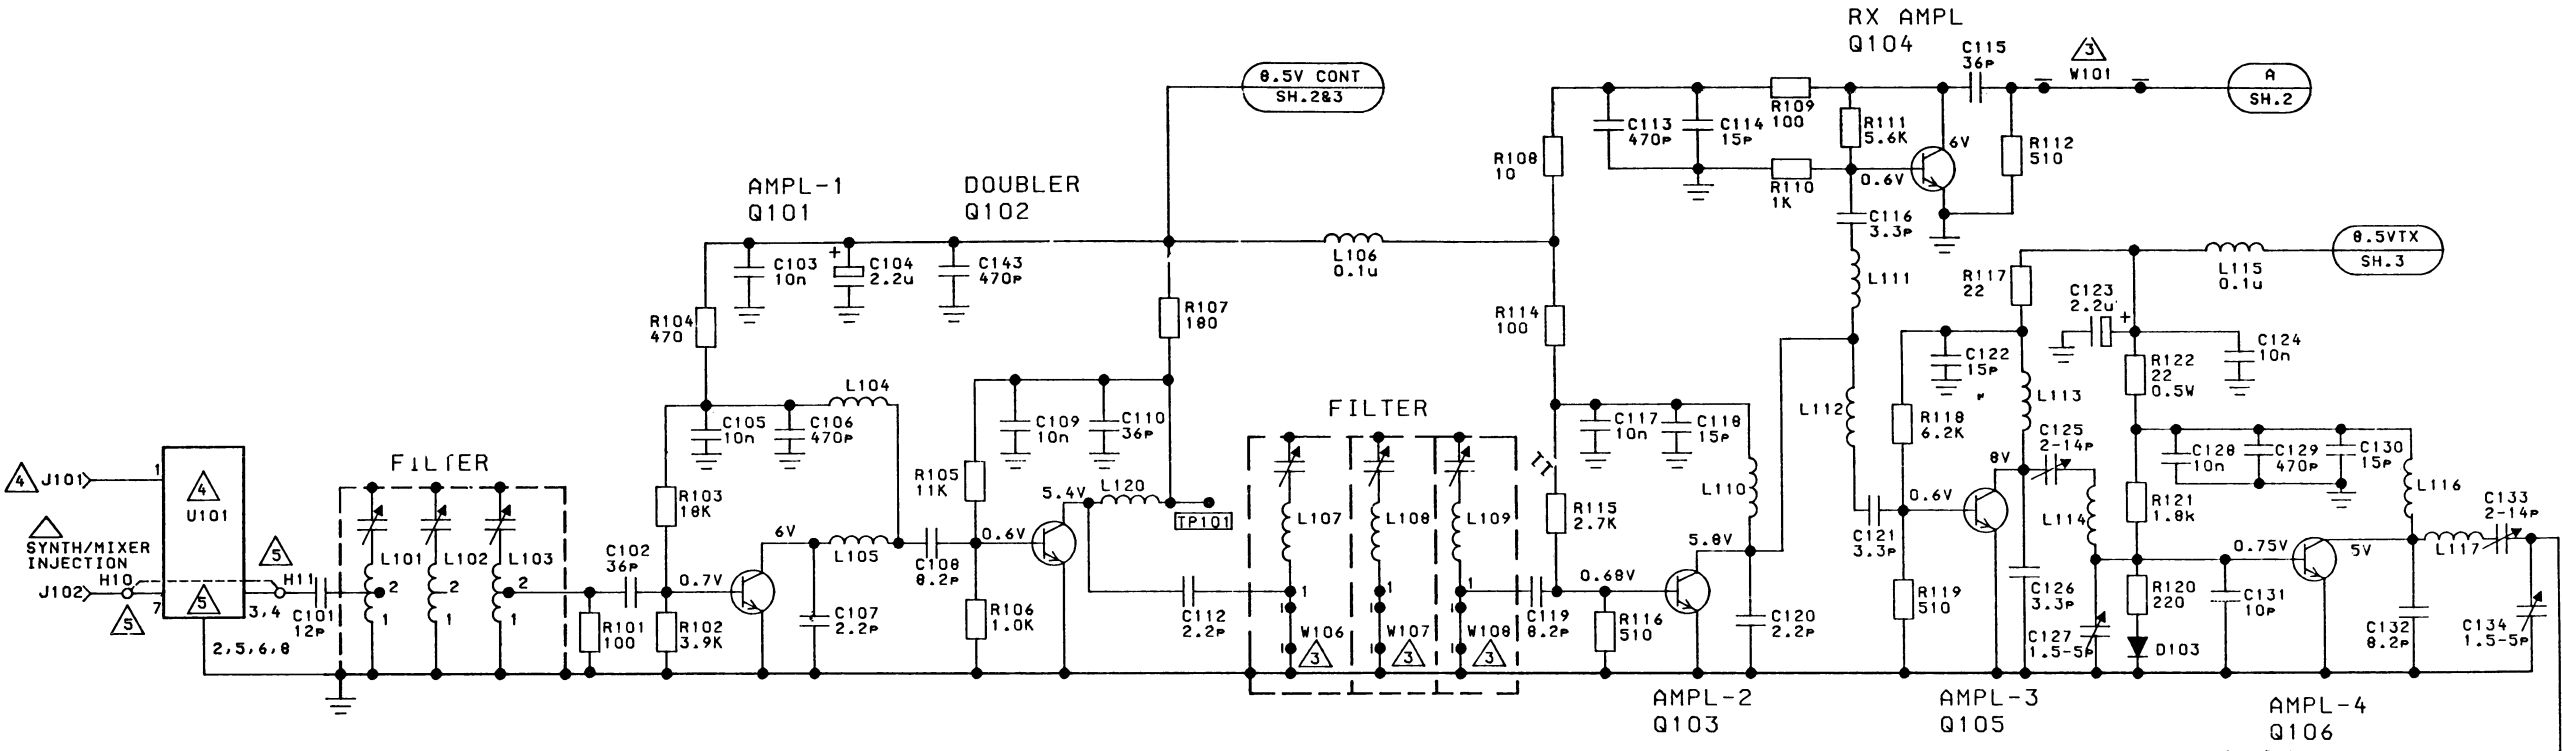 RX AMPL
Q104
C115
36P
3
W101
A
SH.2
8.5V CONT
SH.2&3
R109
100
C113
470P
C114
15P
R111
5.6K
6V
R112
510
R108
10
R110
1K
0.6V
AMPL-1
Q101
DOUBLER
Q102
C116
3.3P
8.5VTX
SH.3
C103
10n
+
C104
2.2u
C143
470P
L106
0.1u
L111
R117
22
L115
0.1u
C123
2.2u
+
R104
470
R107
180
R114
100
C122
15P
R122
22
0.5W
C124
10n
L104
C105
10n
C106
470P
C109
10n
C110
36P
FILTER
C117
10n
C118
15P
L112
R118
6.2K
L113
C125
2-14P
C128
10n
C129
470P
C130
15P
FILTER
4
J101
1
4
U101
R103
18K
R105
11K
5.4V
L120
TP101
L107
L108
L109
R115
2.7K
L110
8V
0.6V
L114
R121
1.8k
L116
C133
2-14P
SYNTH/MIXER
INJECTION
5
L101
L102
L103
C102
36P
6V
L105
0.6V
C108
8.2P
5.8V
C121
3.3P
0.75V
5V
L117
H10
H11
J102
7
5
3,4
5
C101
12P
2
2
2
1
1
1
0.7V
R101
100
R102
3.9K
C107
2.2P
R106
1.0K
C112
2.2P
1
1
1
W106
3
W107
3
W108
3
C119
8.2P
0.68V
R116
510
C120
2.2P
R119
510
C126
3.3P
C127
1.5-5P
R120
220
D103
C131
10P
C132
8.2P
C134
1.5-5P
2,5,6,8
AMPL-2
Q103
AMPL-3
Q105
AMPL-4
Q106